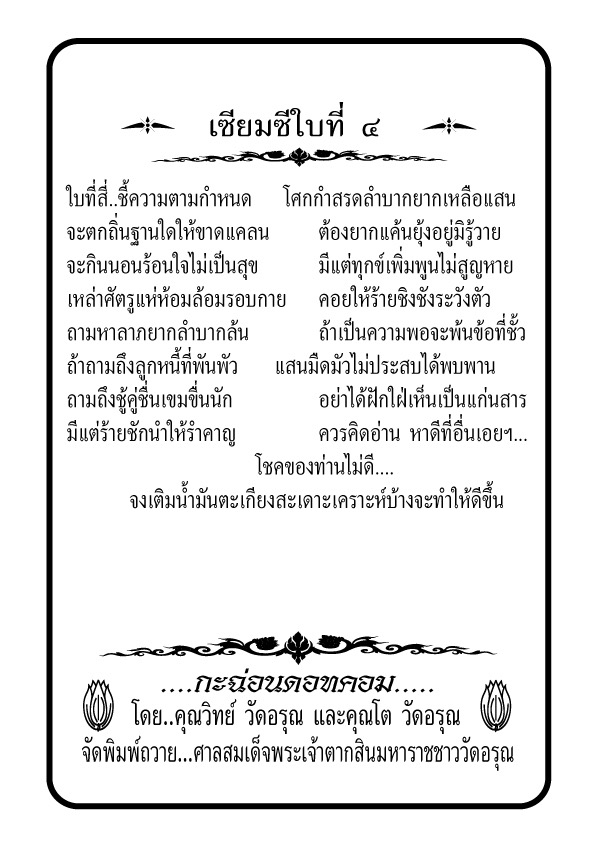 เซียมซีใบที่ ๔
ใบที่สี่..ชี้ความตามกำหนด โศกกำสรดลำบากยากเหลือแสน
จะตกถิ่นฐานใดให้ขาดแคลน ต้องยากแค้นยุ้งอยู่มิรู้วาย
จะกินนอนร้อนใจไม่เป็นสุข มีแต่ทุกข์เพิ่มพูนไม่สูญหาย
เหล่าศัตรูแห่ห้อมล้อมรอบกาย คอยให้ร้ายชิงชังระวังตัว
ถามหาลาภยากลำบากล้น ถ้าเป็นความพอจะพ้นข้อที่ชั้ว
ถ้าถามถึงลูกหนี้ที่พันพัว แสนมืดมัวไม่ประสบได้พบพาน
ถามถึงชู้คู่ชื่นเขมขื่นนัก อย่าได้ฝักใฝ่เห็นเป็นแก่นสาร
มีแต่ร้ายชักนำให้รำคาญ ควรคิดอ่าน หาดีที่อื่นเอยฯ...
โชคของท่านไม่ดี....
จงเติมน้ำมันตะเกียงสะเดาะเคราะห์บ้างจะทำให้ดีขึ้น
....กะฉ่อนดอทคอม.....
โดย..คุณวิทย์ วัดอรุณ และคุณโต วัดอรุณ
จัดพิมพ์ถวาย...ศาลสมเด็จพระเจ้าตากสินมหาราชชาววัดอรุณ